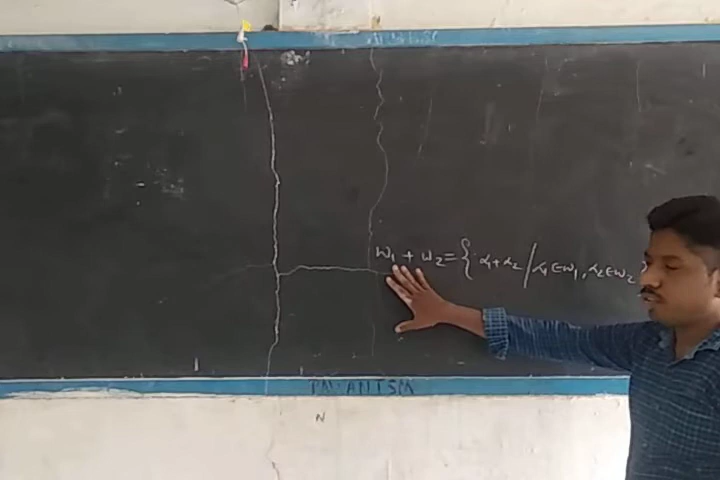 W₁ + W₂ = { α₁ + α₂ / α₁ ∈ W₁, α₂ ∈ W₂
N